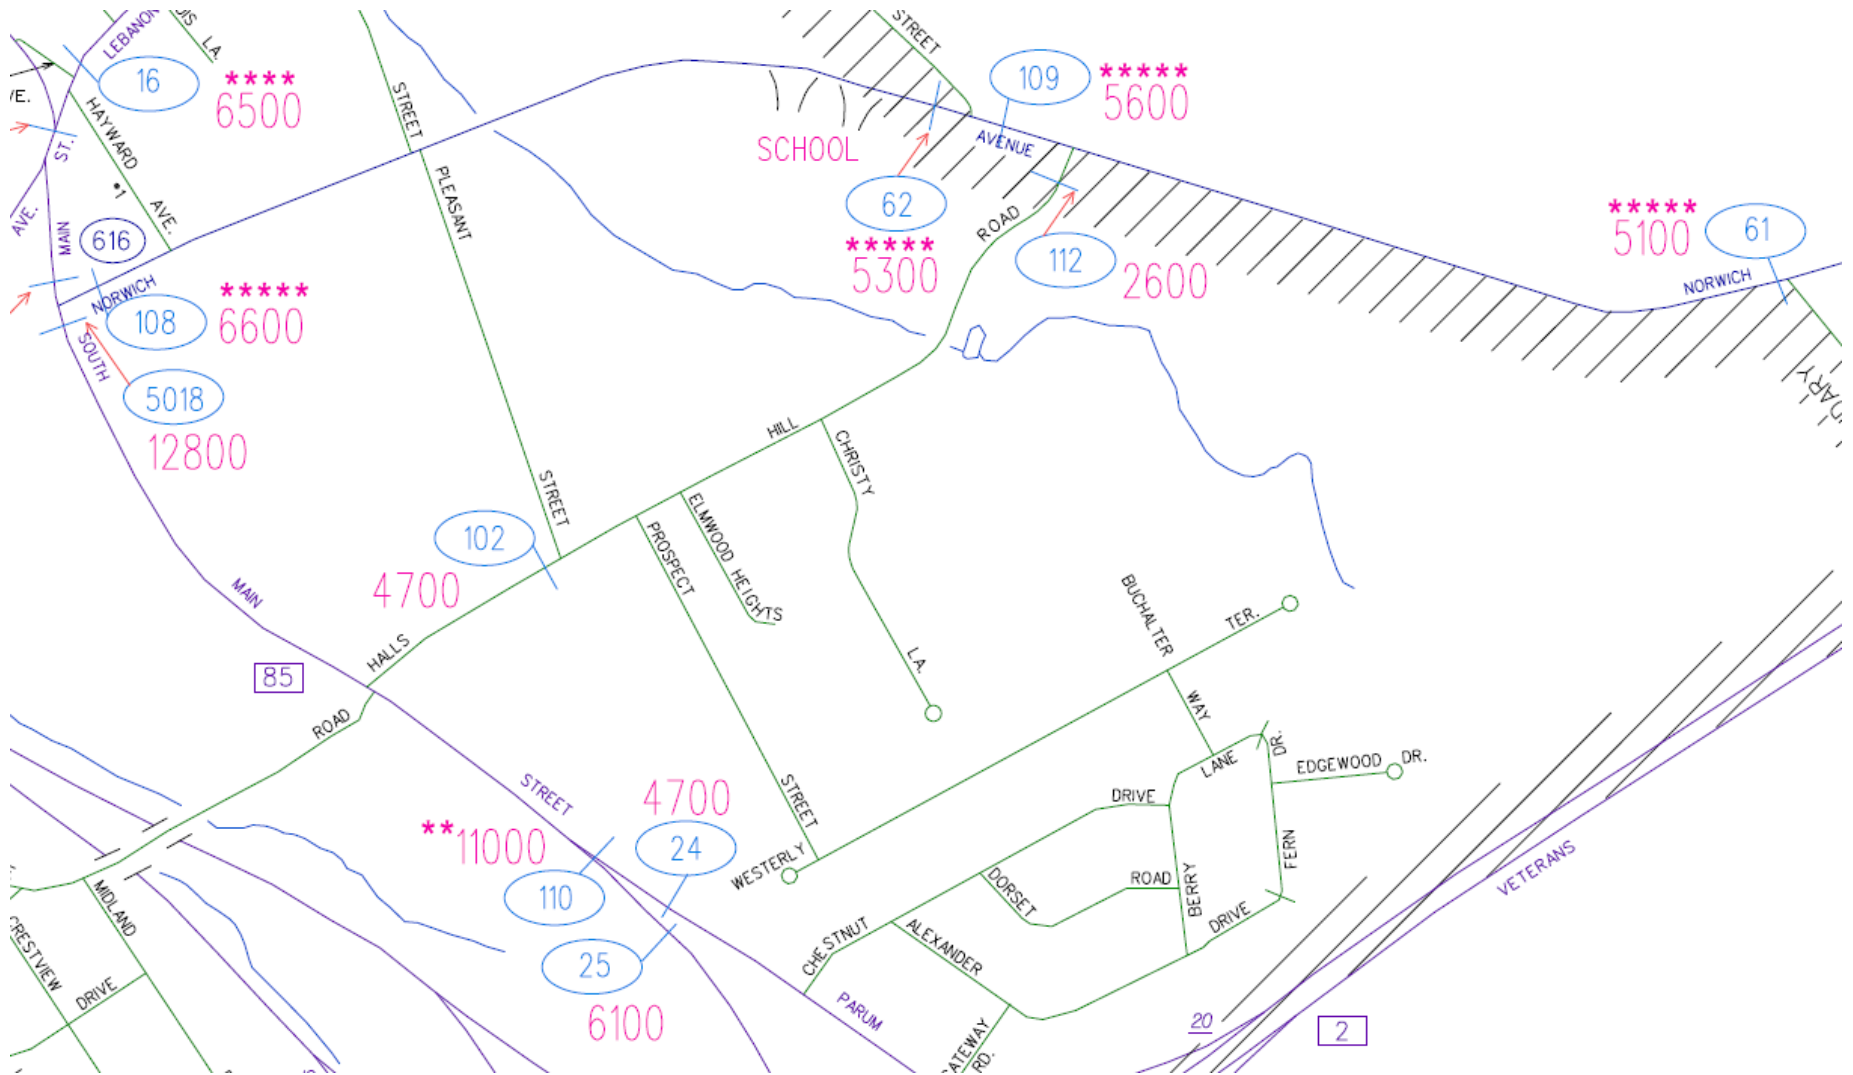 LEBANON
LA.
16
****
6500
HAYWARD
AVE.
ST.
•1
AVE.
MAIN
616
NORWICH
108
*****
6600
SOUTH
5018
12800
STREET
PLEASANT
STREET
STREET
109
*****
5600
SCHOOL
AVENUE
62
*****
5300
ROAD
112
2600
*****
5100
61
NORWICH
HILL
CHRISTY
LA.
102
4700
ELMWOOD HEIGHTS
PROSPECT
STREET
MAIN
HALLS
85
ROAD
STREET
4700
**11000
24
110
25
6100
WESTERLY
BUCHALTER
TER.
WAY
LANE
DR.
EDGEWOOD DR.
DRIVE
FERN
DORSET
ROAD
BERRY
DRIVE
CHESTNUT
ALEXANDER
PARUM
VETERANS
20
2
MIDLAND
CRESTVIEW
DRIVE
RD.